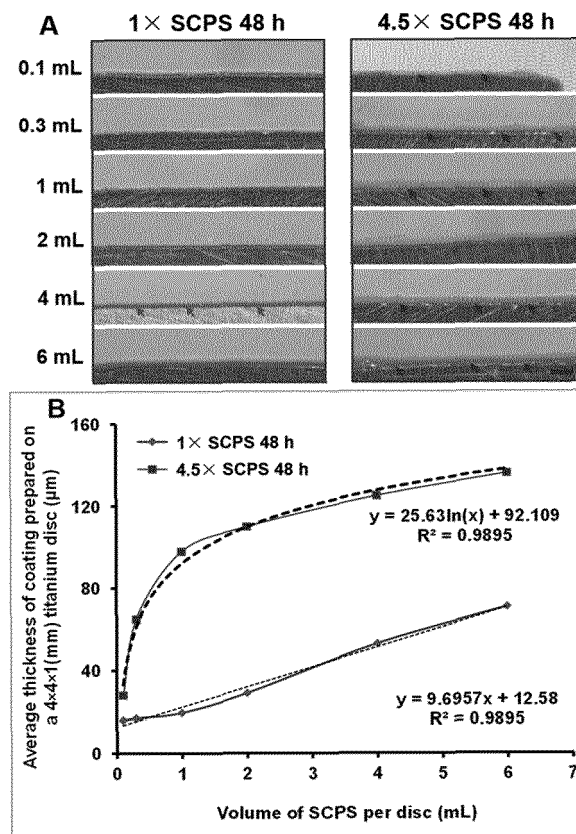 A 1× SCPS 48 h 4.5× SCPS 48 h
0.1 mL
0.3 mL
1 mL
2 mL
4 mL
6 mL
B
160
120
80
40
0
1× SCPS 48 h
4.5× SCPS 48 h
y = 25.63ln(x) + 92.109
R² = 0.9895
y = 9.6957x + 12.58
R² = 0.9895
Average thickness of coating prepared on
a 4×4×1(mm) titanium disc (µm)
0 1 2 3 4 5 6 7
Volume of SCPS per disc (mL)